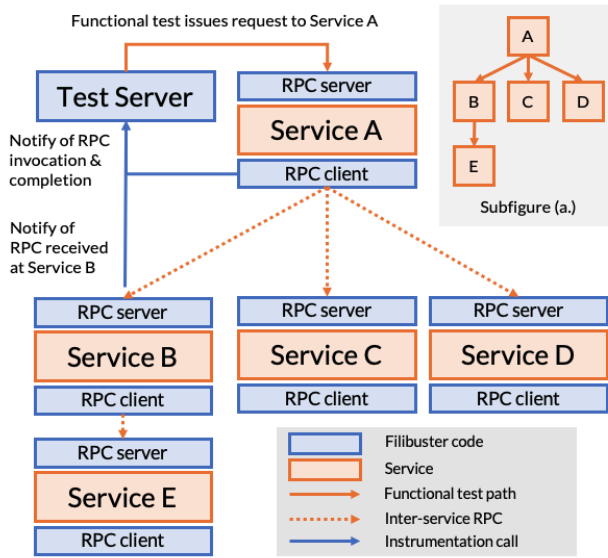 Functional test issues request to Service A
Test Server
RPC server
Service A
RPC client
A
B
C
D
E
Subfigure (a.)
Notify of RPC
invocation &
completion
Notify of
RPC received
at Service B
RPC server
Service B
RPC client
RPC server
Service C
RPC client
RPC server
Service D
RPC client
RPC server
Service E
RPC client
Filibuster code
Service
Functional test path
Inter-service RPC
Instrumentation call